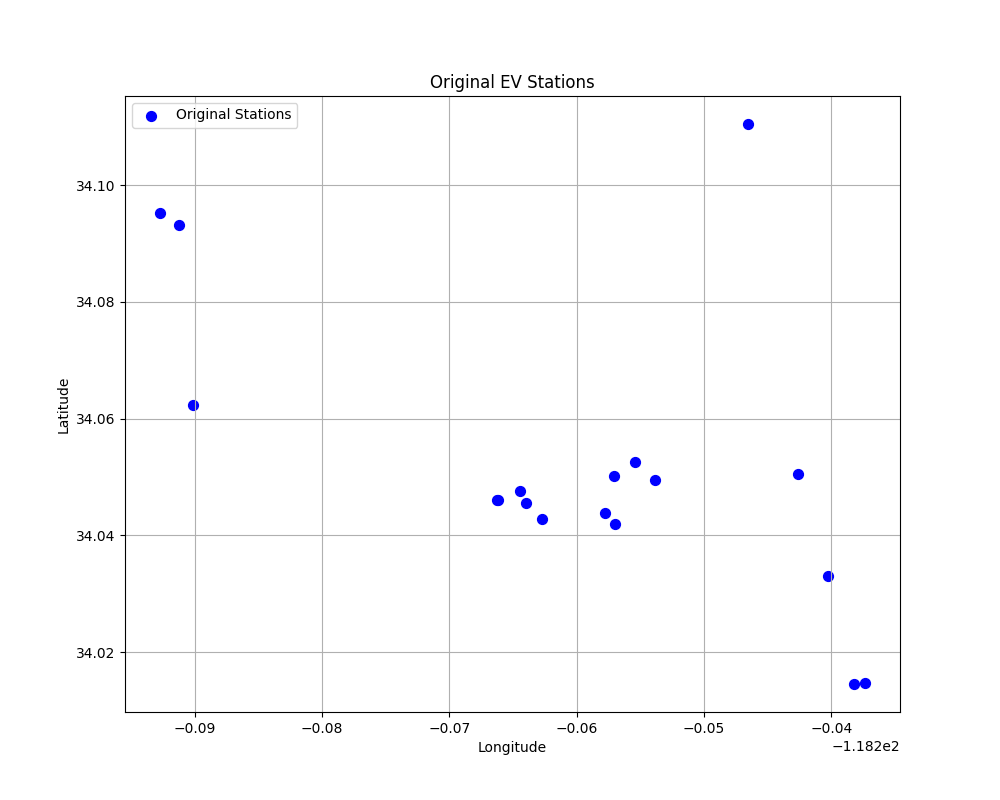 Original EV Stations
Original Stations
34.10
34.08
34.06
34.04
34.02
Latitude
−0.09
−0.08
−0.07
−0.06
−0.05
−0.04
Longitude
−1.182e2